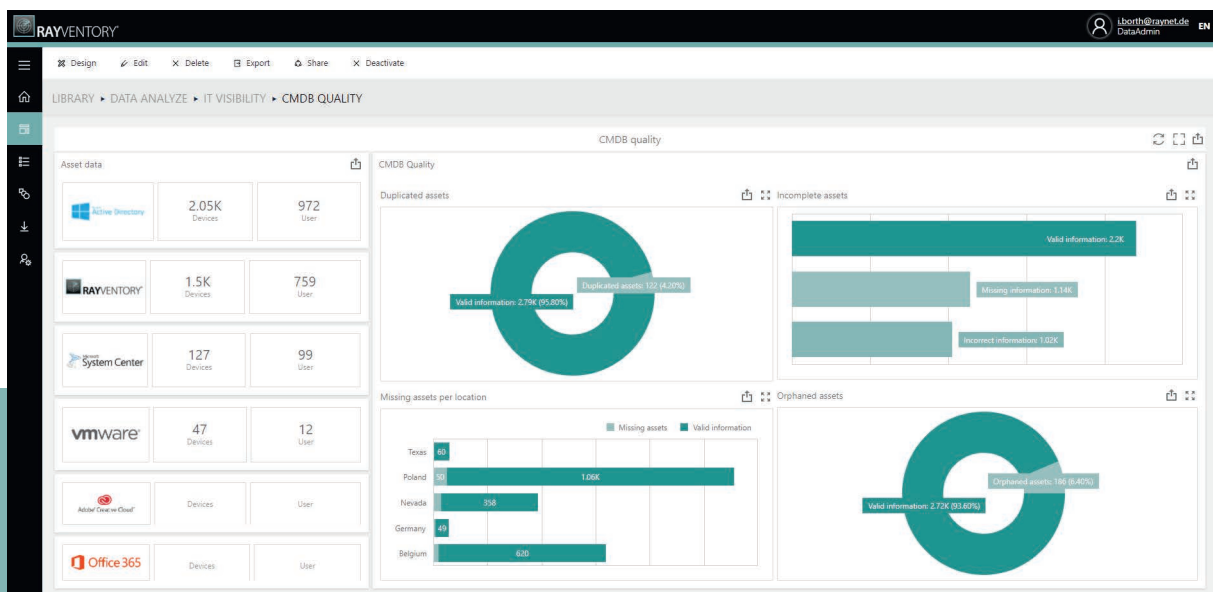 RAYVENTORY
i.borth@raynet.de
DataAdmin
EN
Design Edit Delete Export Share Deactivate
LIBRARY ▸ DATA ANALYZE ▸ IT VISIBILITY ▸ CMDB QUALITY
CMDB quality
Asset data
Active Directory
2.05K
Devices
972
User
RAYVENTORY
1.5K
Devices
759
User
System Center
127
Devices
99
User
vmware
47
Devices
12
User
Adobe Creative Cloud
Devices
User
Office 365
Devices
User
CMDB Quality
Duplicated assets
Duplicated assets: 122 (4.20%)
Valid information: 2.79K (95.80%)
Incomplete assets
Valid information: 2.2K
Missing information: 1.14K
Incorrect information: 1.02K
Missing assets per location
Missing assets Valid information
Texas 60
Poland 50 1.06K
Nevada 358
Germany 49
Belgium 620
Orphaned assets
Orphaned assets: 186 (6.40%)
Valid information: 2.72K (93.60%)